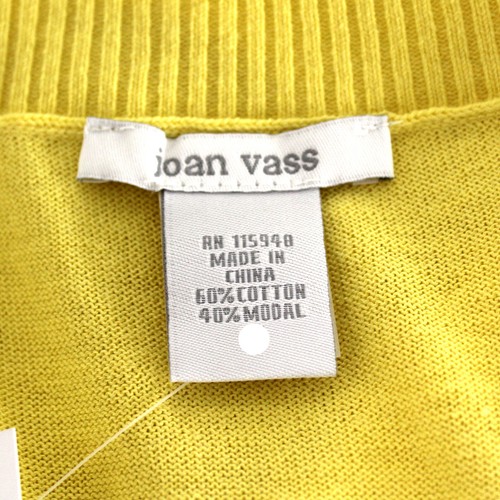 joan vass
RN 115948
MADE IN
CHINA
60% COTTON
40% MODAL